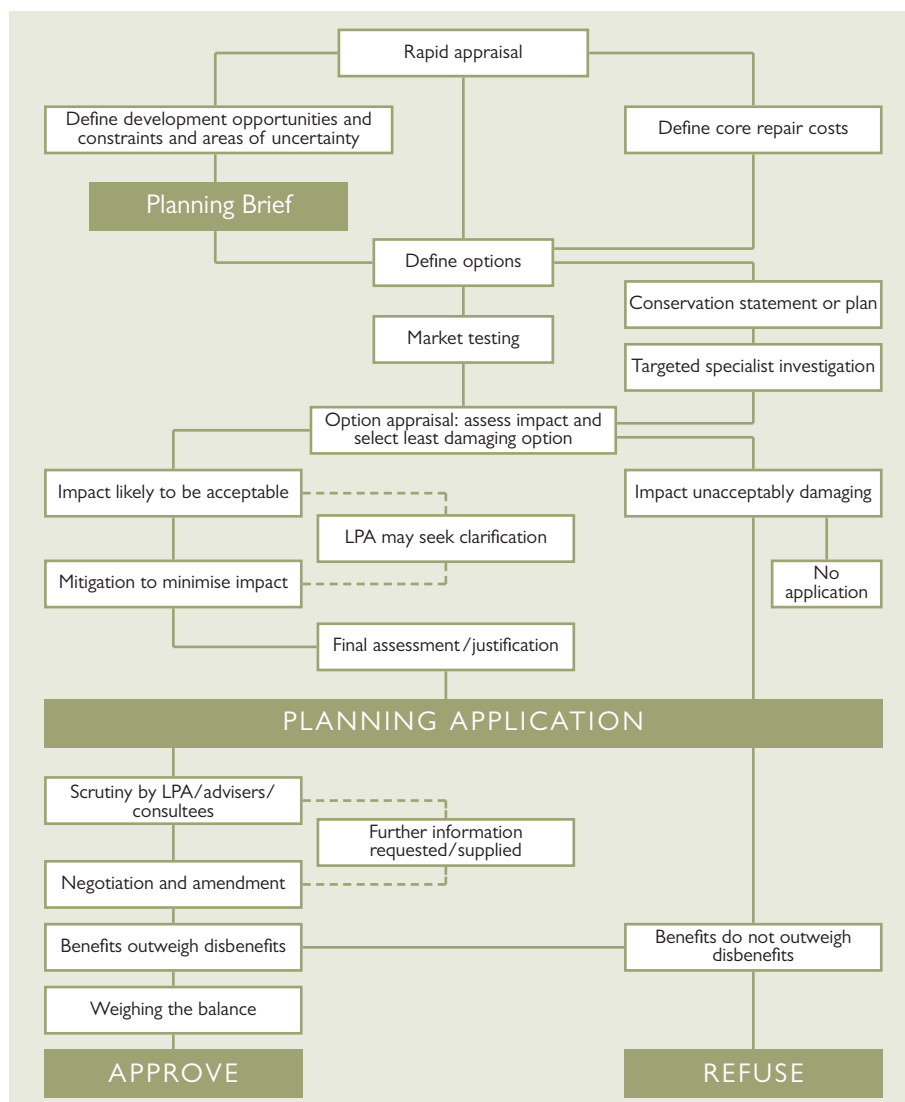 Rapid appraisal
Define development opportunities and
constraints and areas of uncertainty
Define core repair costs
Planning Brief
Define options
Conservation statement or plan
Market testing
Targeted specialist investigation
Option appraisal: assess impact and
select least damaging option
Impact likely to be acceptable
Impact unacceptably damaging
LPA may seek clarification
Mitigation to minimise impact
No
application
Final assessment/justification
PLANNING APPLICATION
Scrutiny by LPA/advisers/
consultees
Further information
requested/supplied
Negotiation and amendment
Benefits outweigh disbenefits
Benefits do not outweigh
disbenefits
Weighing the balance
APPROVE
REFUSE